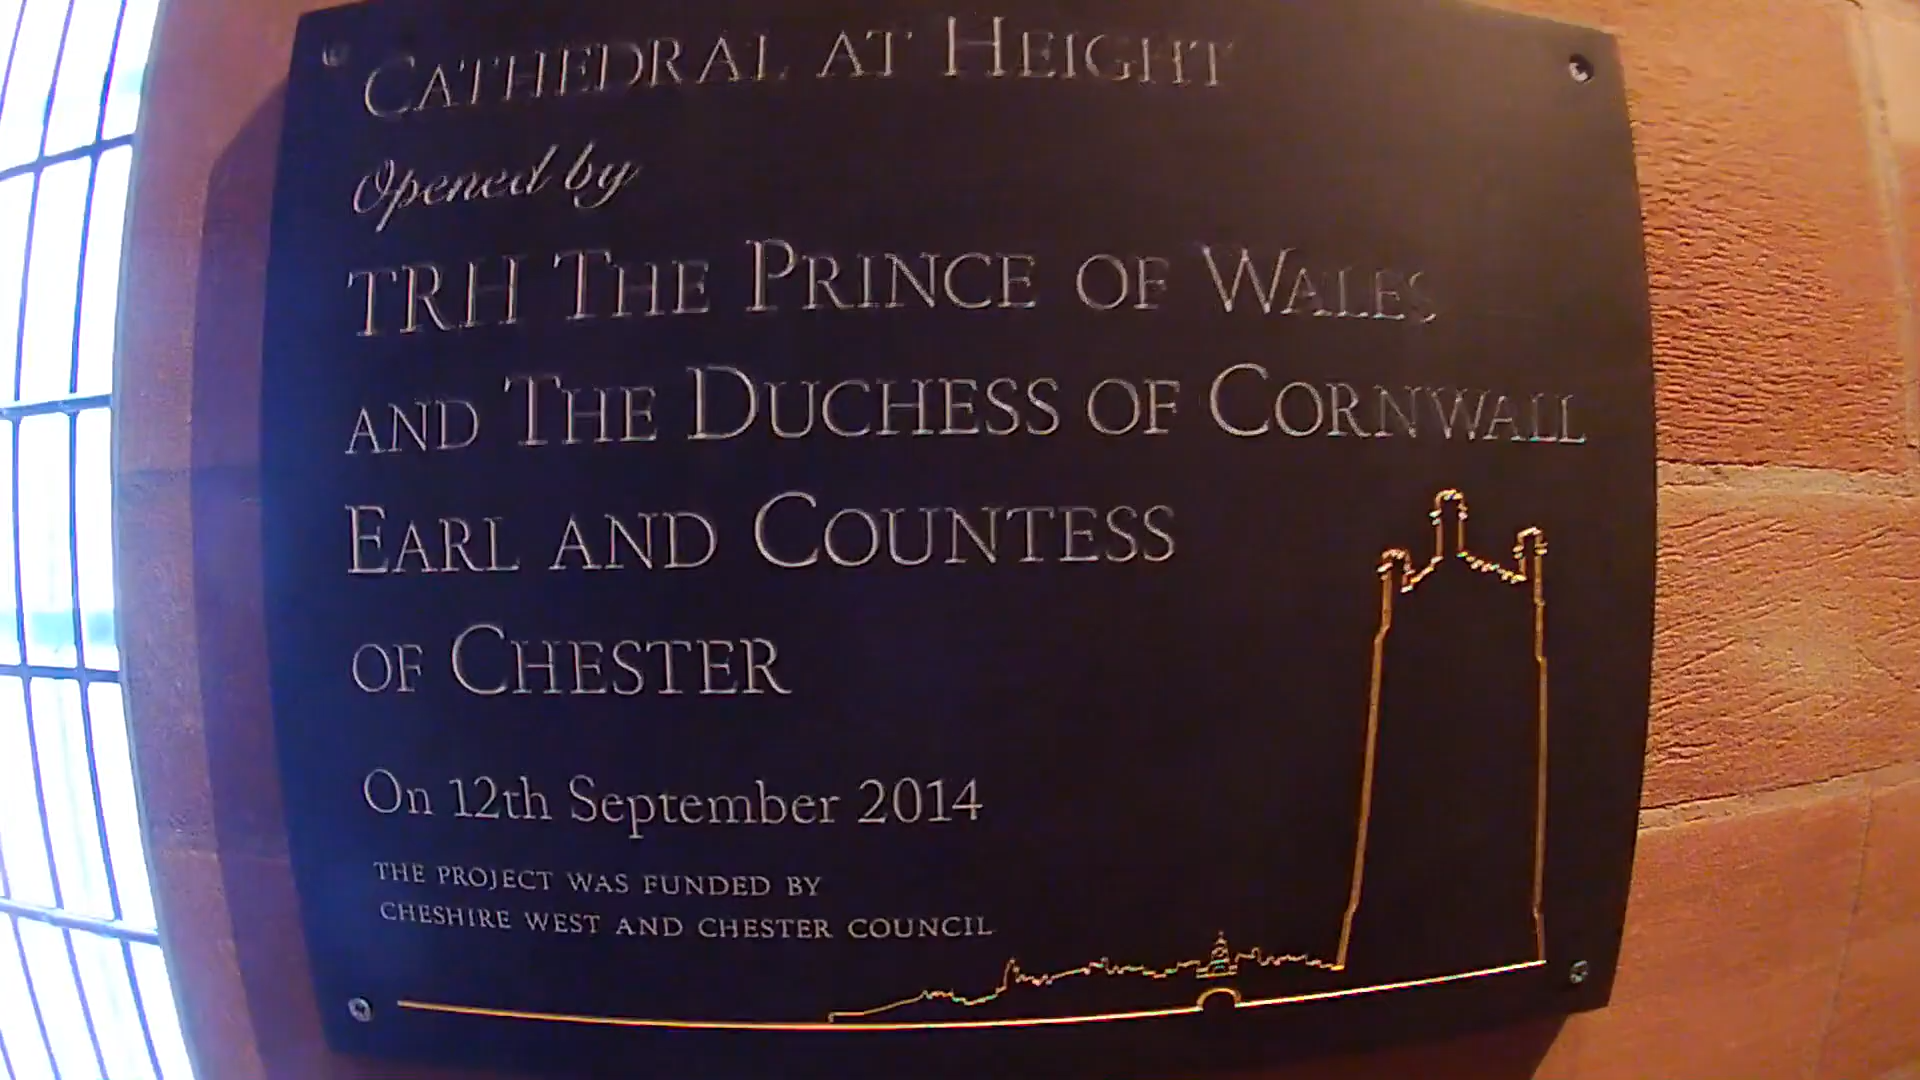 CATHEDRAL AT HEIGHT
Opened by
TRH THE PRINCE OF WALES
AND THE DUCHESS OF CORNWALL
EARL AND COUNTESS
OF CHESTER
On 12th September 2014
THE PROJECT WAS FUNDED BY
CHESHIRE WEST AND CHESTER COUNCIL